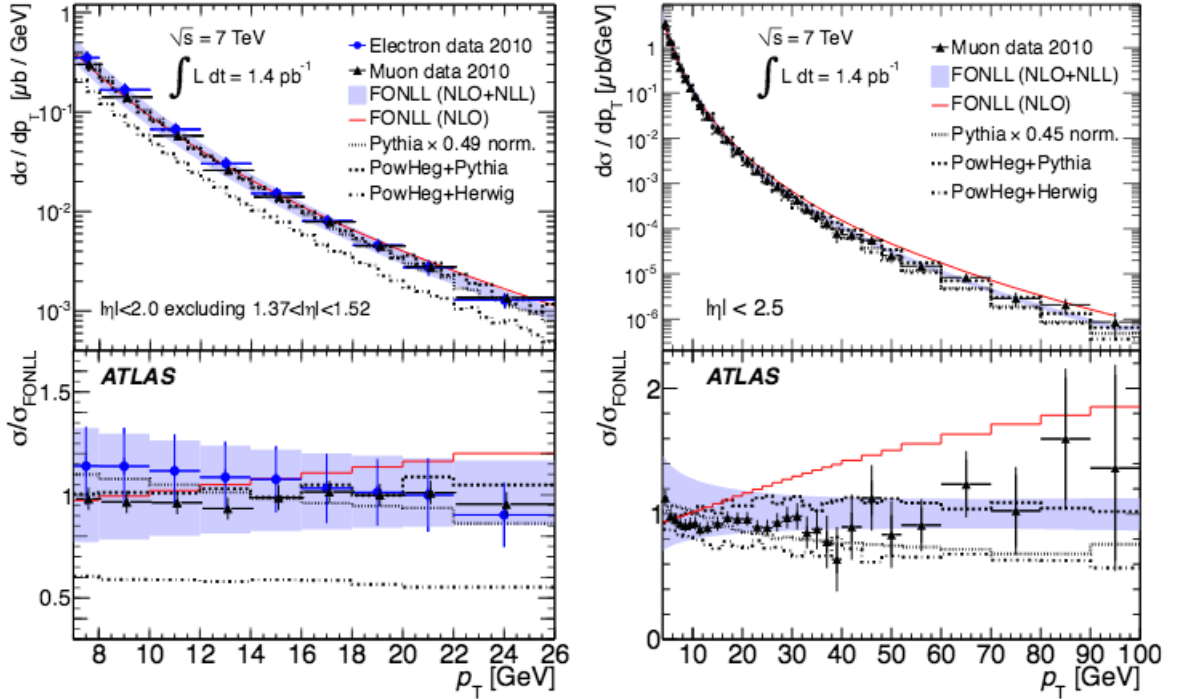 dσ / dp_T [μb / GeV]
√s = 7 TeV
∫ L dt = 1.4 pb⁻¹
Electron data 2010
Muon data 2010
FONLL (NLO+NLL)
FONLL (NLO)
Pythia × 0.49 norm.
PowHeg+Pythia
PowHeg+Herwig
1
10⁻¹
10⁻²
10⁻³
|η|<2.0 excluding 1.37<|η|<1.52
σ/σ_FONLL
ATLAS
1.5
1
0.5
8 10 12 14 16 18 20 22 24 26
p_T [GeV]
dσ / dp_T [μb/GeV]
√s = 7 TeV
∫ L dt = 1.4 pb⁻¹
Muon data 2010
FONLL (NLO+NLL)
FONLL (NLO)
Pythia × 0.45 norm.
PowHeg+Pythia
PowHeg+Herwig
1
10⁻¹
10⁻²
10⁻³
10⁻⁴
10⁻⁵
10⁻⁶
|η| < 2.5
σ/σ_FONLL
ATLAS
2
1
0
10 20 30 40 50 60 70 80 90 100
p_T [GeV]